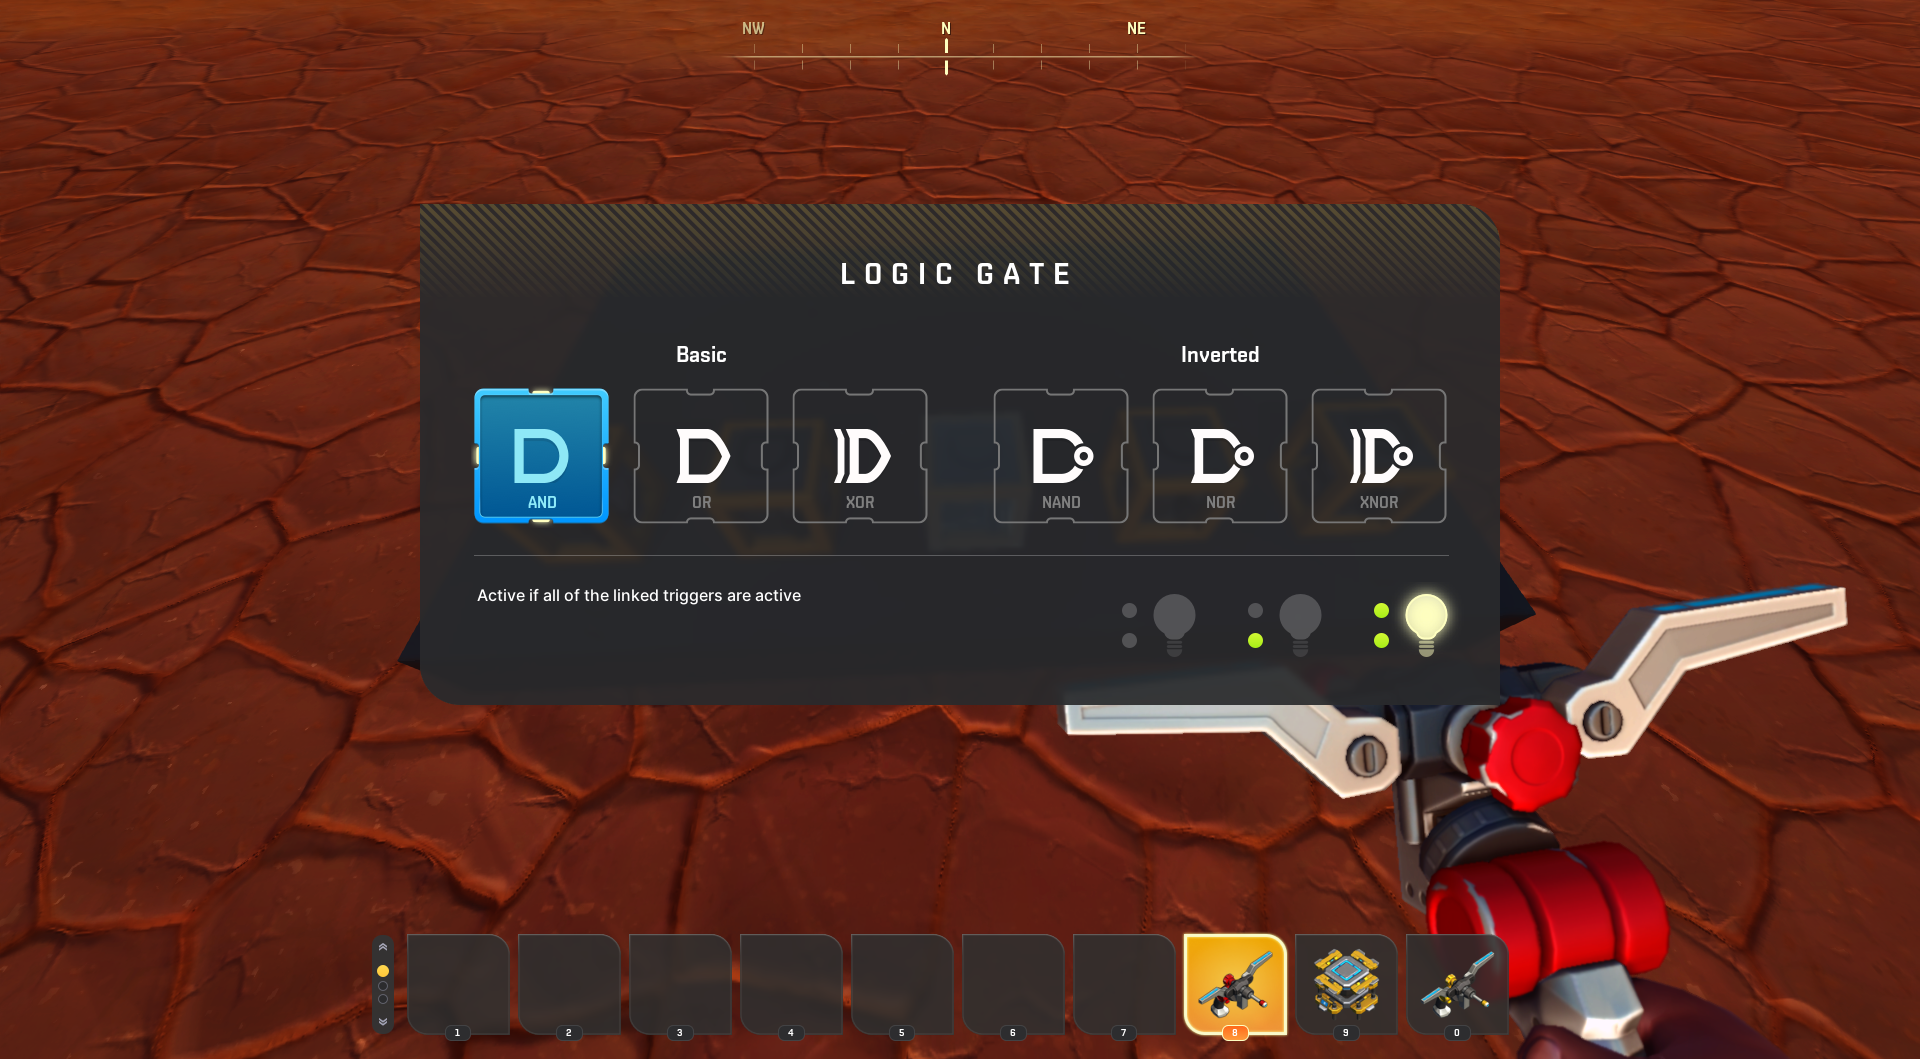 NW N NE
LOGIC GATE
Basic Inverted
AND OR XOR NAND NOR XNOR
Active if all of the linked triggers are active
1 2 3 4 5 6 7 8 9 0